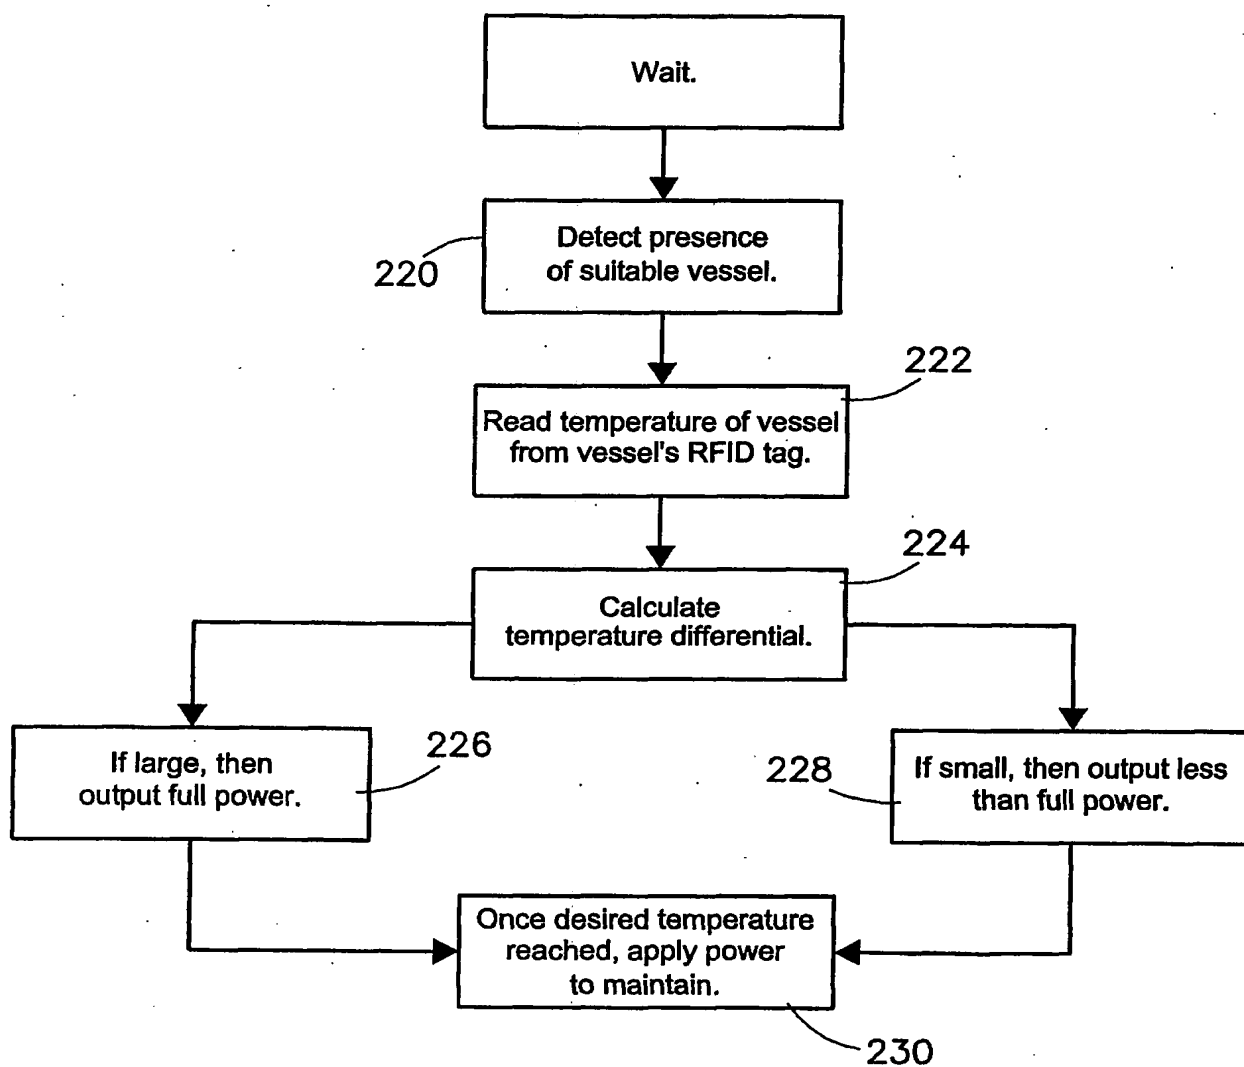 Wait.
Detect presence
of suitable vessel.
220
222
Read temperature of vessel
from vessel's RFID tag.
224
Calculate
temperature differential.
If large, then
output full power.
226
228
If small, then output less
than full power.
Once desired temperature
reached, apply power
to maintain.
230